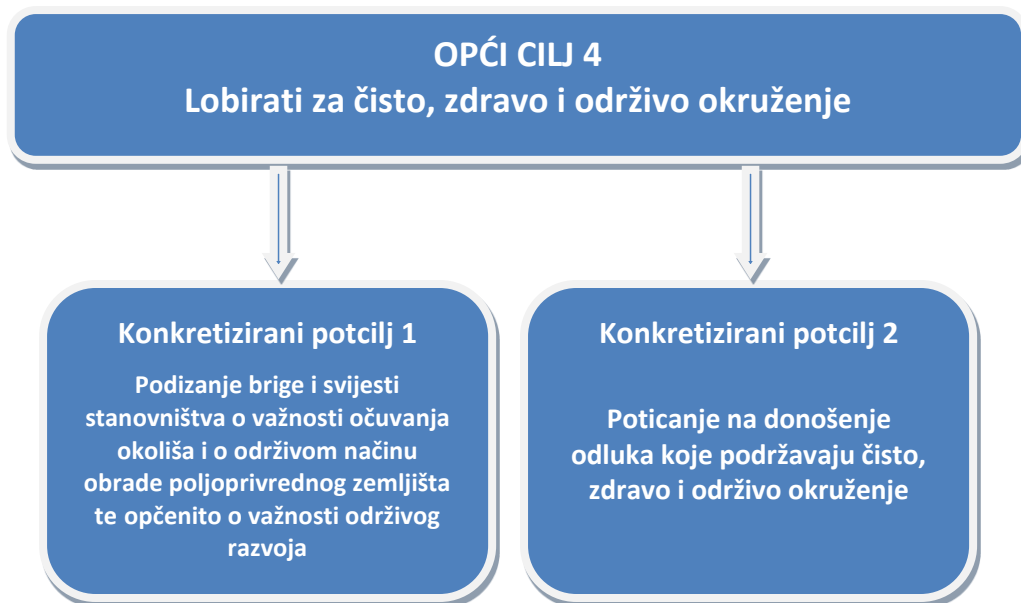 OPĆI CILJ 4
Lobirati za čisto, zdravo i održivo okruženje
Konkretizirani potcilj 1
Podizanje brige i svijesti
stanovništva o važnosti očuvanja
okoliša i o održivom načinu
obrade poljoprivrednog zemljišta
te općenito o važnosti održivog
razvoja
Konkretizirani potcilj 2
Poticanje na donošenje
odluka koje podržavaju čisto,
zdravo i održivo okruženje